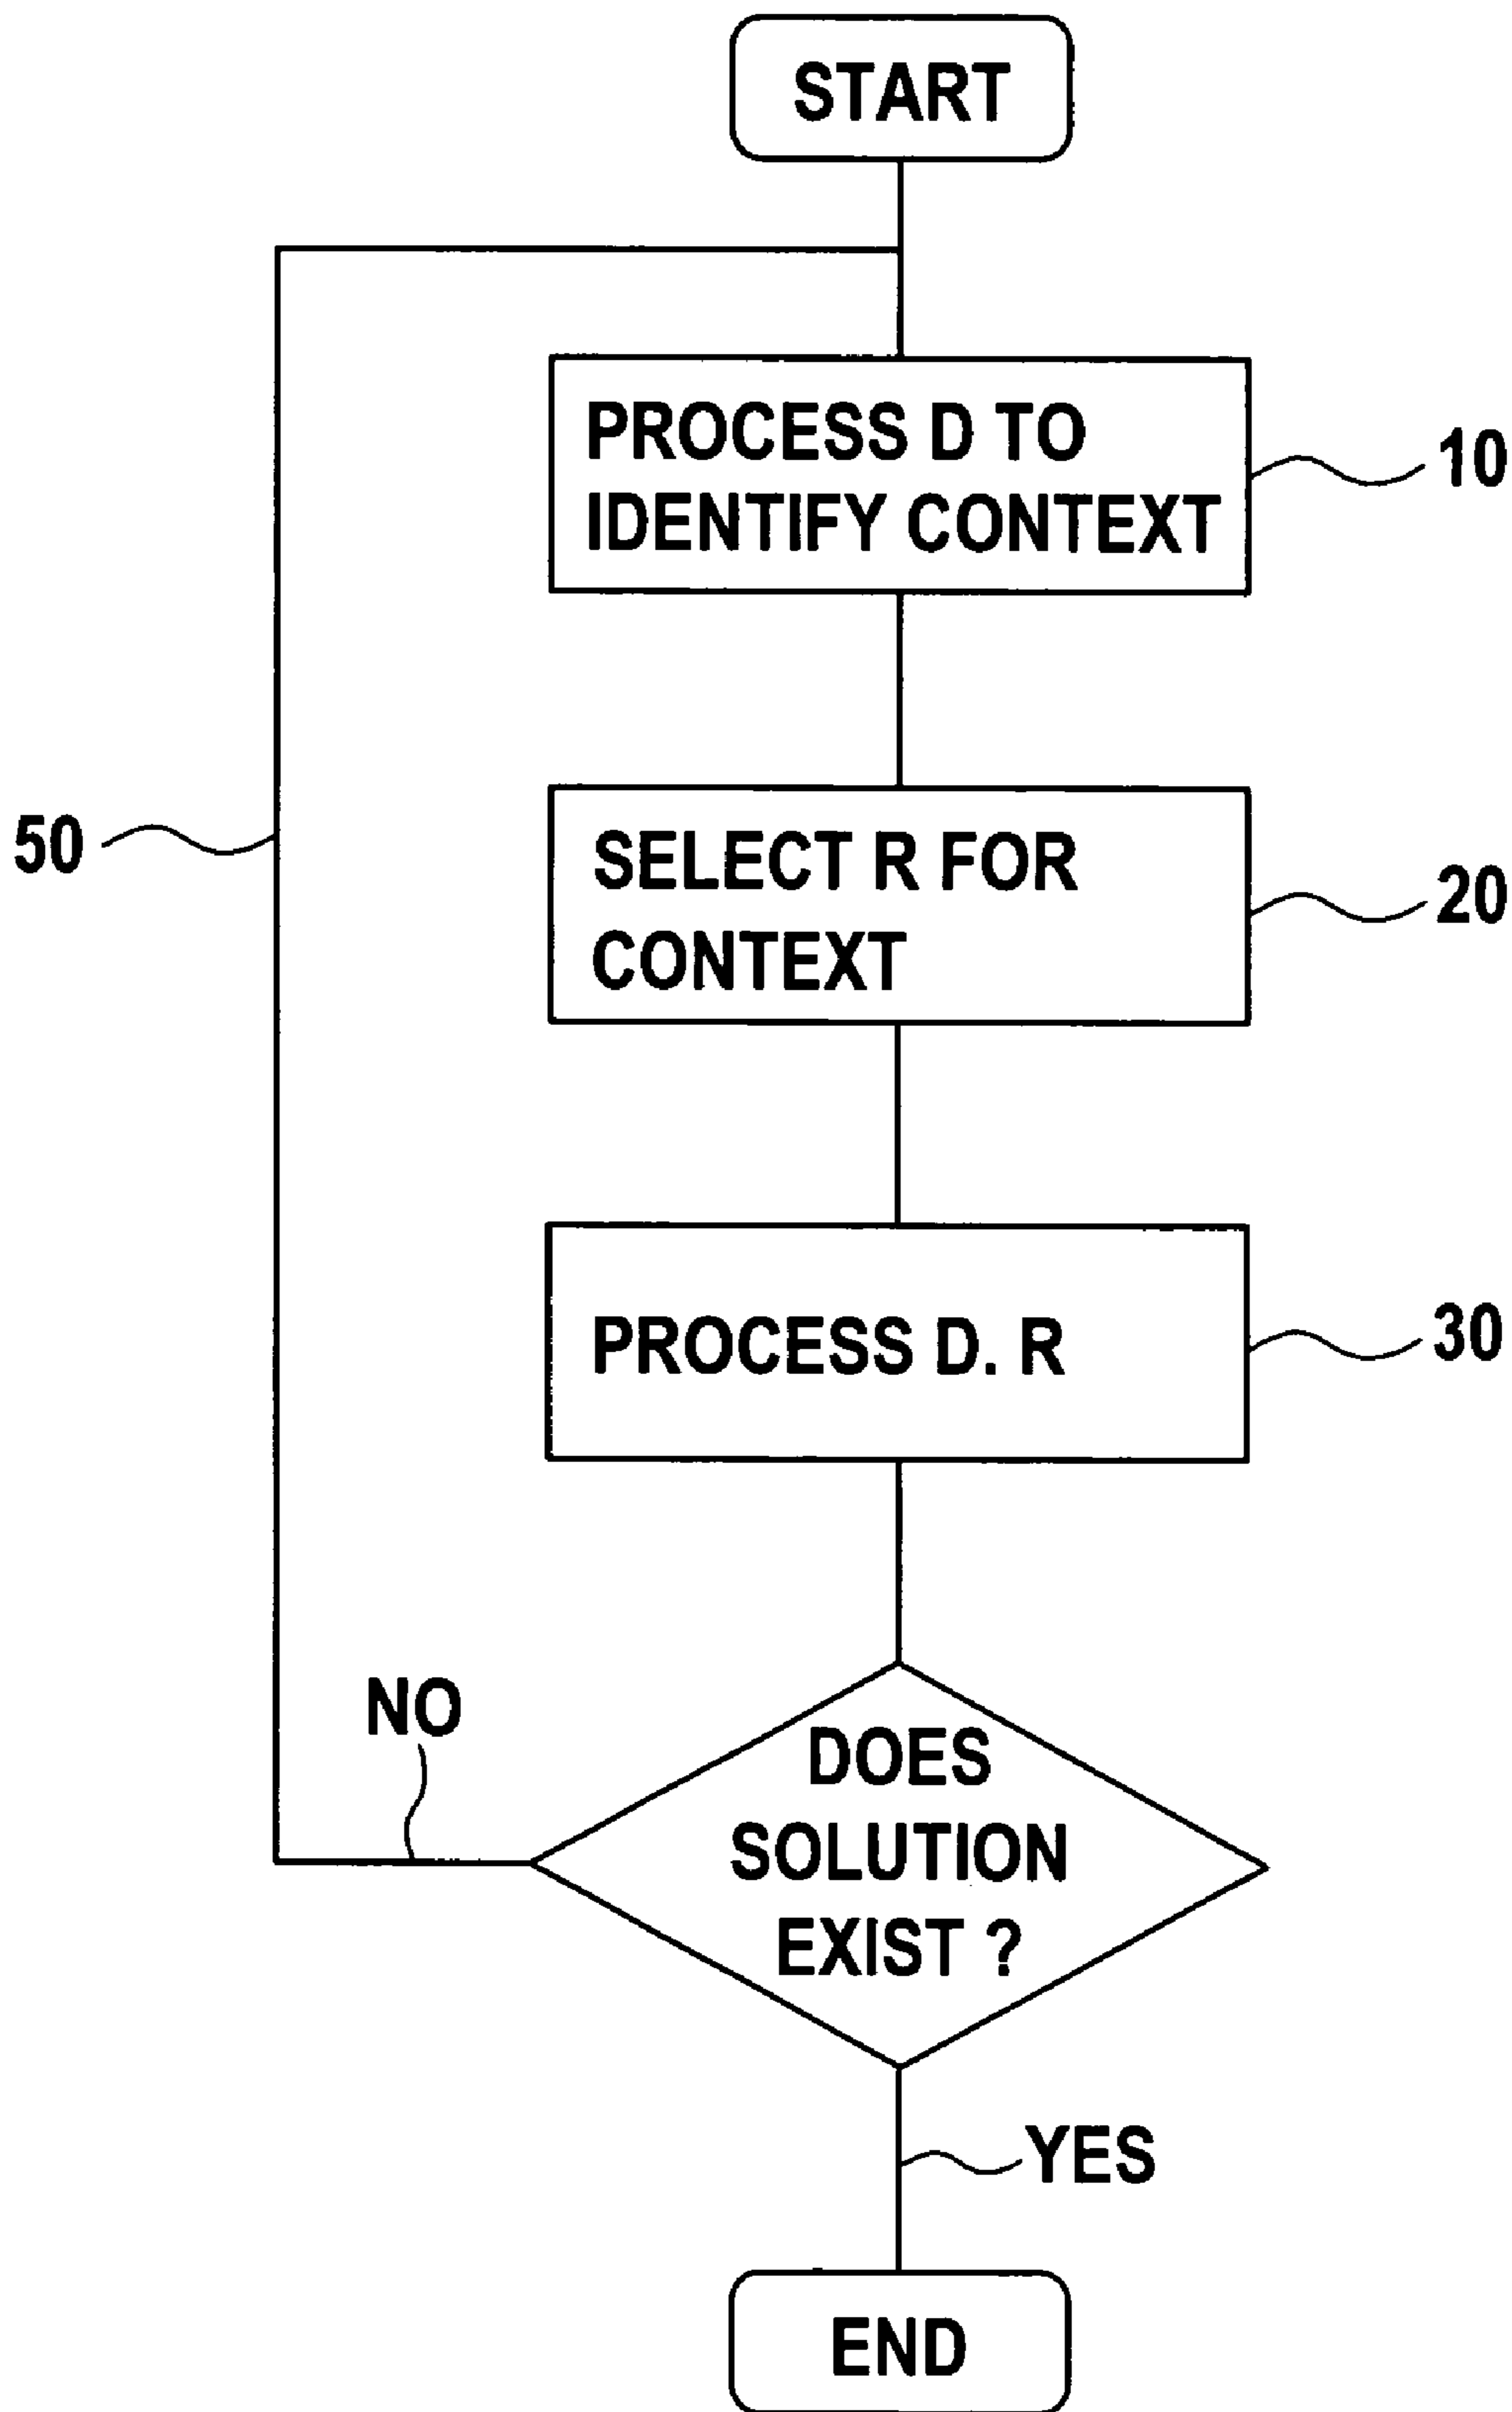 START
PROCESS D TO
IDENTIFY CONTEXT
10
50
SELECT R FOR
CONTEXT
20
PROCESS D. R
30
NO
DOES
SOLUTION
EXIST ?
YES
END